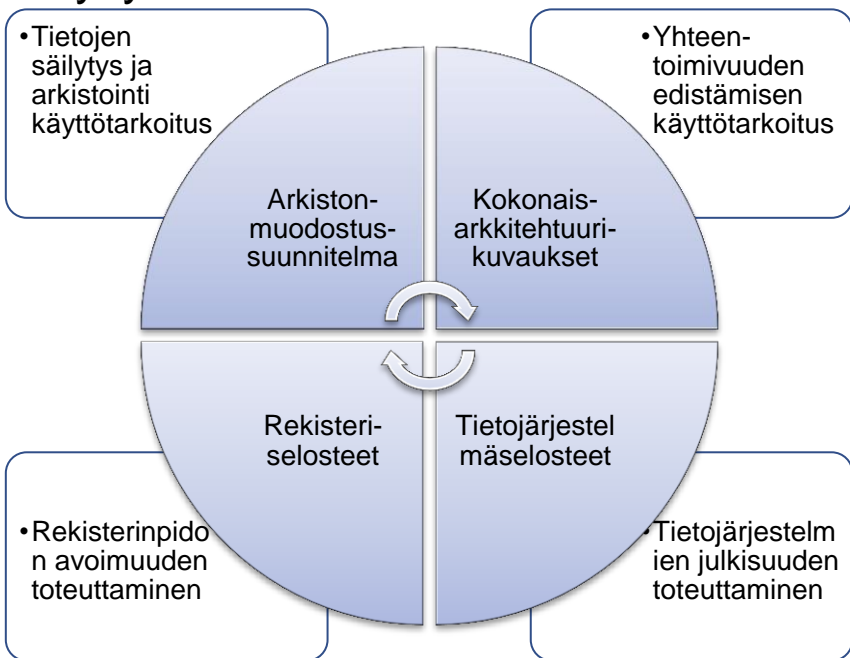 •Tietojen
säilytys ja
arkistointi
käyttötarkoitus
•Yhteen-
toimivuuden
edistämisen
käyttötarkoitus
Arkiston-
muodostus-
suunnitelma
Kokonais-
arkkitehtuuri-
kuvaukset
Rekisteri-
selosteet
Tietojärjestel
mäselosteet
•Rekisterinpido
n avoimuuden
toteuttaminen
•Tietojärjestelm
ien julkisuuden
toteuttaminen